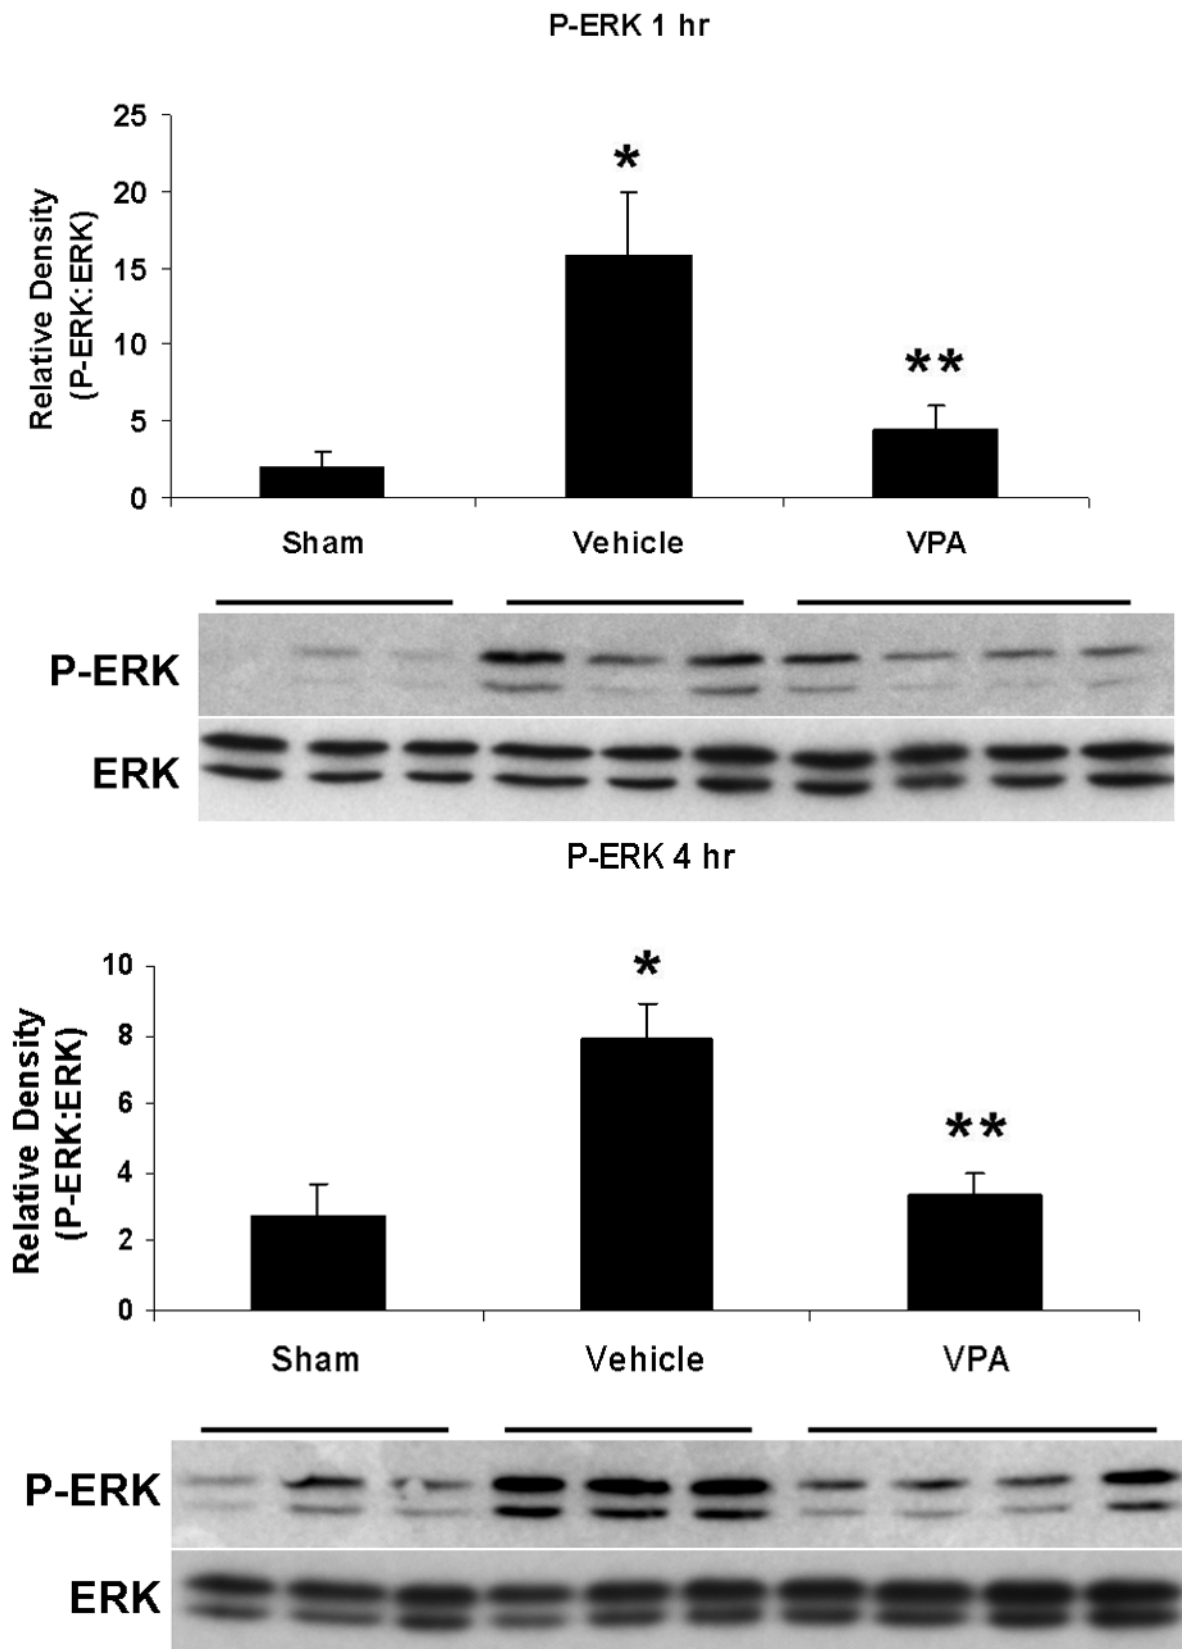 P-ERK 1 hr
25
20
15
10
5
0
Relative Density
(P-ERK:ERK)
*
**
Sham Vehicle VPA
P-ERK
ERK
P-ERK 4 hr
10
8
6
4
2
0
Relative Density
(P-ERK:ERK)
*
**
Sham Vehicle VPA
P-ERK
ERK